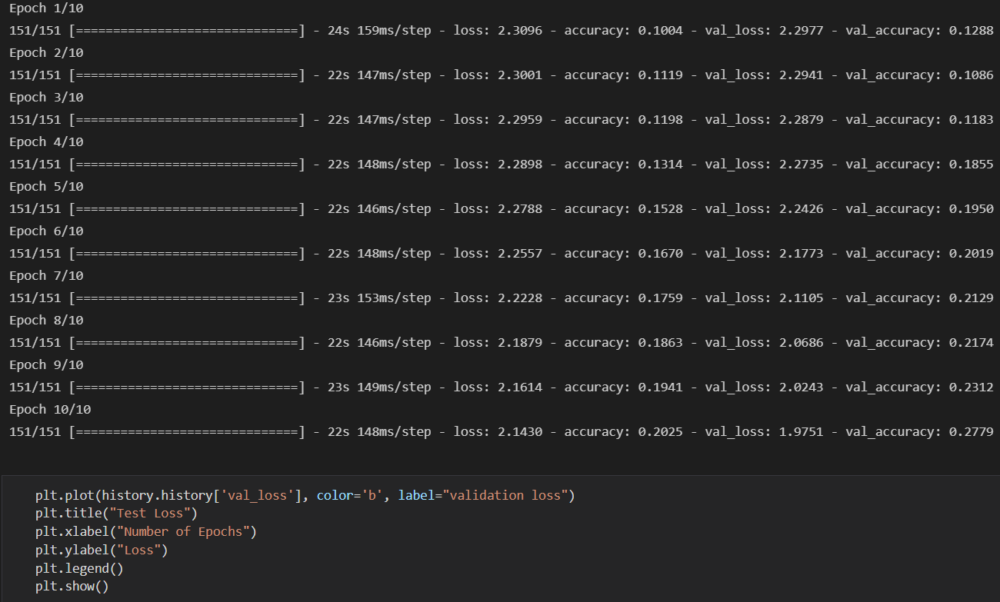 Epoch 1/10
151/151 [==============================] - 24s 159ms/step - loss: 2.3096 - accuracy: 0.1004 - val_loss: 2.2977 - val_accuracy: 0.1288
Epoch 2/10
151/151 [==============================] - 22s 147ms/step - loss: 2.3001 - accuracy: 0.1119 - val_loss: 2.2941 - val_accuracy: 0.1086
Epoch 3/10
151/151 [==============================] - 22s 147ms/step - loss: 2.2959 - accuracy: 0.1198 - val_loss: 2.2879 - val_accuracy: 0.1183
Epoch 4/10
151/151 [==============================] - 22s 148ms/step - loss: 2.2898 - accuracy: 0.1314 - val_loss: 2.2735 - val_accuracy: 0.1855
Epoch 5/10
151/151 [==============================] - 22s 146ms/step - loss: 2.2788 - accuracy: 0.1528 - val_loss: 2.2426 - val_accuracy: 0.1950
Epoch 6/10
151/151 [==============================] - 22s 148ms/step - loss: 2.2557 - accuracy: 0.1670 - val_loss: 2.1773 - val_accuracy: 0.2019
Epoch 7/10
151/151 [==============================] - 23s 153ms/step - loss: 2.2228 - accuracy: 0.1759 - val_loss: 2.1105 - val_accuracy: 0.2129
Epoch 8/10
151/151 [==============================] - 22s 146ms/step - loss: 2.1879 - accuracy: 0.1863 - val_loss: 2.0686 - val_accuracy: 0.2174
Epoch 9/10
151/151 [==============================] - 23s 149ms/step - loss: 2.1614 - accuracy: 0.1941 - val_loss: 2.0243 - val_accuracy: 0.2312
Epoch 10/10
151/151 [==============================] - 22s 148ms/step - loss: 2.1430 - accuracy: 0.2025 - val_loss: 1.9751 - val_accuracy: 0.2779
plt.plot(history.history['val_loss'], color='b', label="validation loss")
plt.title("Test Loss")
plt.xlabel("Number of Epochs")
plt.ylabel("Loss")
plt.legend()
plt.show()